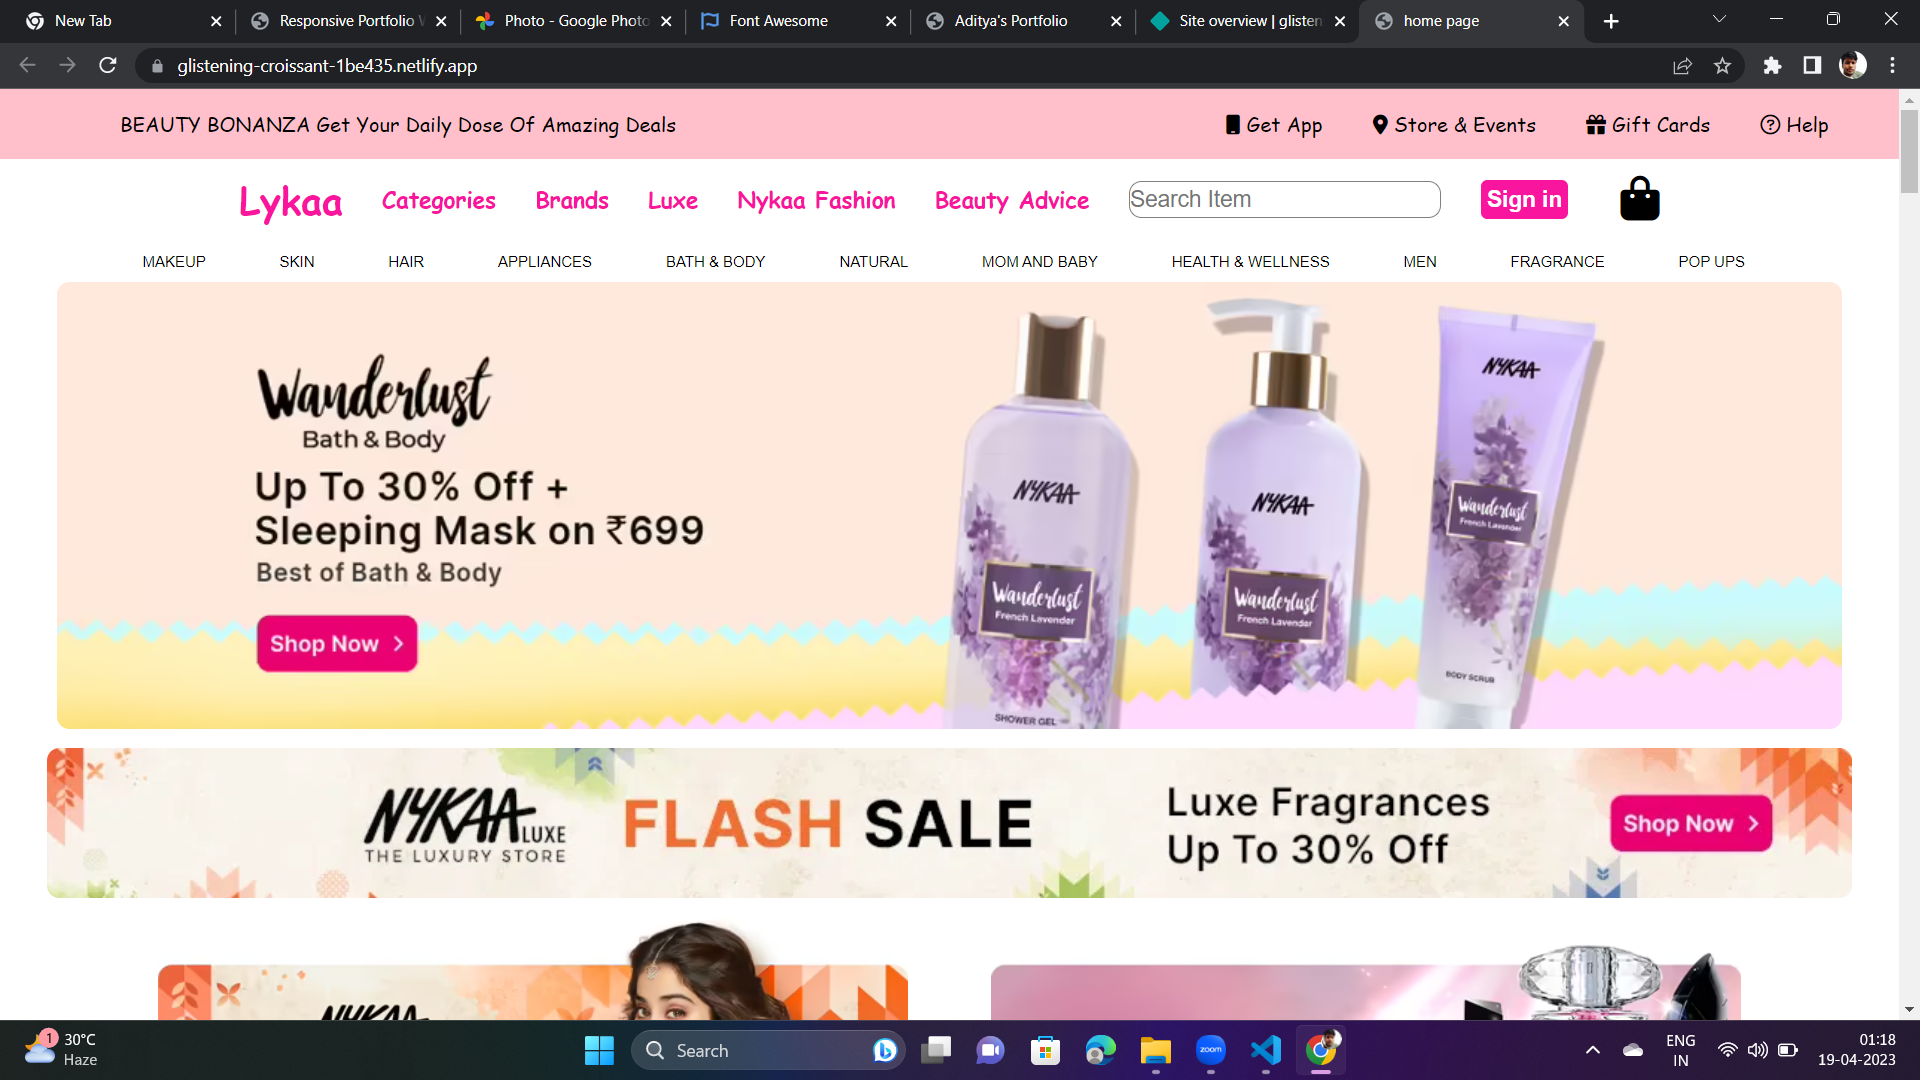 New Tab
Responsive Portfolio
Photo - Google Photo
Font Awesome
Aditya's Portfolio
Site overview | glisten
home page
glistening-croissant-1be435.netlify.app
BEAUTY BONANZA Get Your Daily Dose Of Amazing Deals
Get App
Store & Events
Gift Cards
Help
Lykaa
Categories
Brands
Luxe
Nykaa Fashion
Beauty Advice
Search Item
Sign in
MAKEUP
SKIN
HAIR
APPLIANCES
BATH & BODY
NATURAL
MOM AND BABY
HEALTH & WELLNESS
MEN
FRAGRANCE
POP UPS
Wanderlust
Bath & Body
Up To 30% Off +
Sleeping Mask on ₹699
Best of Bath & Body
Shop Now
NYKAA
Wanderlust
French Lavender
SHOWER GEL
NYKAA
Wanderlust
French Lavender
NYKAA
Wanderlust
French Lavender
BODY SCRUB
NYKAA LUXE
THE LUXURY STORE
FLASH SALE
Luxe Fragrances
Up To 30% Off
Shop Now
NYKAA
1
30°C
Haze
Search
zoom
ENG
IN
01:18
19-04-2023